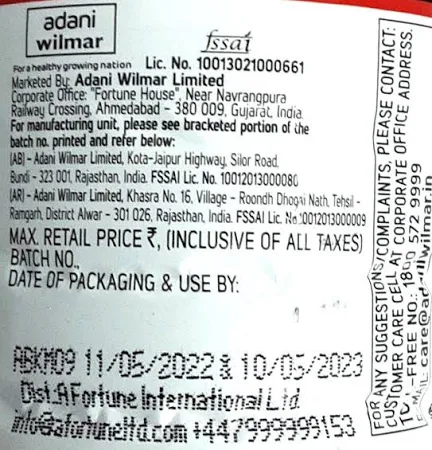 adani
wilmar
fssai
For a healthy growing nation Lic. No. 10013021000661
Marketed By: Adani Wilmar Limited
Corporate Office: "Fortune House", Near Navrangpura
Railway Crossing, Ahmedabad - 380 009, Gujarat, India.
For manufacturing unit, please see bracketed portion of the
batch no. printed and refer below:
(AB) - Adani Wilmar Limited, Kota-Jaipur Highway, Silor Road,
Bundi - 323 001, Rajasthan, India. FSSAI Lic. No. 10012013000080
(AR) - Adani Wilmar Limited, Khasra No. 16, Village - Roondh Dhogri Nath, Tehsil -
Ramgarh, District Alwar - 301 026, Rajasthan, India. FSSAI Lic. No 10012013000009
MAX. RETAIL PRICE ₹, (INCLUSIVE OF ALL TAXES)
BATCH NO.,
DATE OF PACKAGING & USE BY:
ABKM09 11/05/2022 & 10/05/2023
Dist:A Fortune International Ltd
info@afortuneltd.com +447999999153
FOR ANY SUGGESTIONS/COMPLAINTS, PLEASE CONTACT:
CUSTOMER CARE CELL AT CORPORATE OFFICE ADDRESS.
-FREE NO.: 1800 572 9999